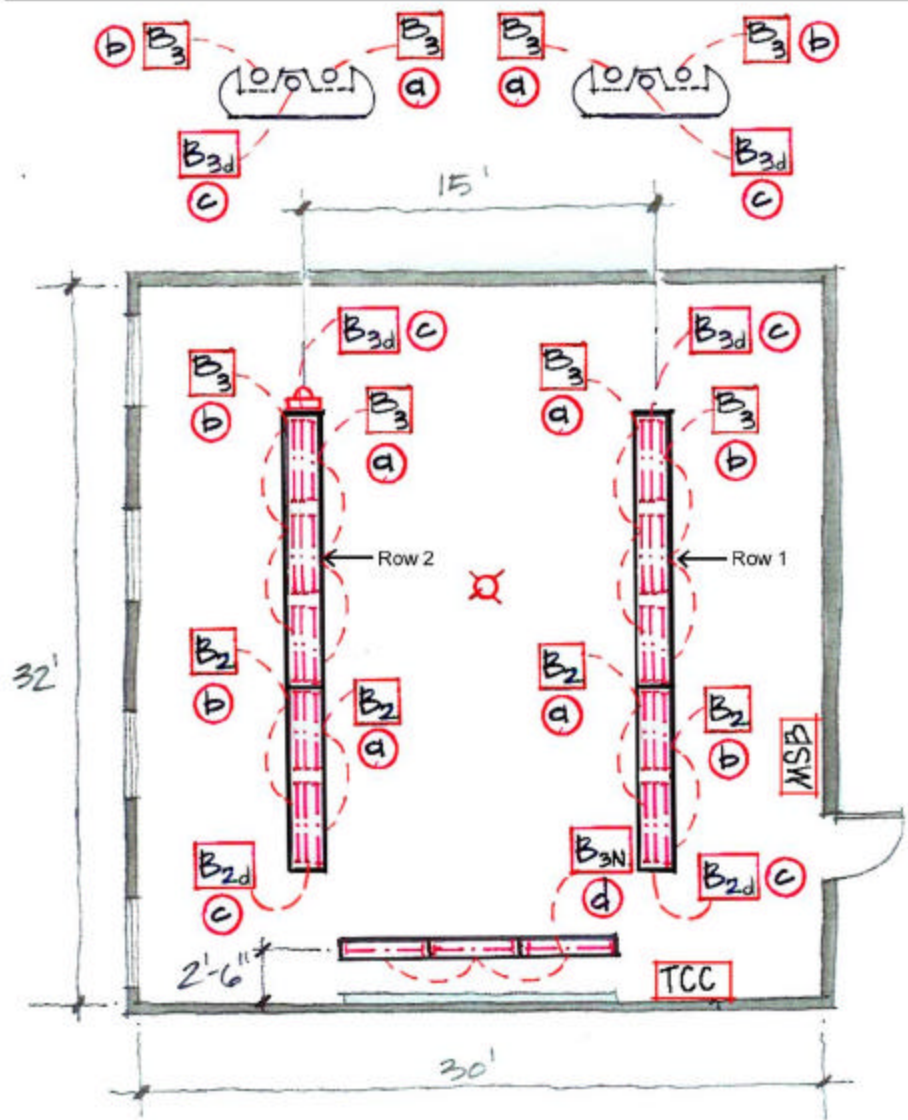 b B3 B3 B3 B3 b
a a
B3d B3d
c c
15'
B3d c B3d c
B3 B3
b B3 a B3
a b
Row 2 Row 1
32'
B2 B2
b B2 a B2
a b
MSB
B3N
B2d d B2d c
c
2'-6"
TCC
30'